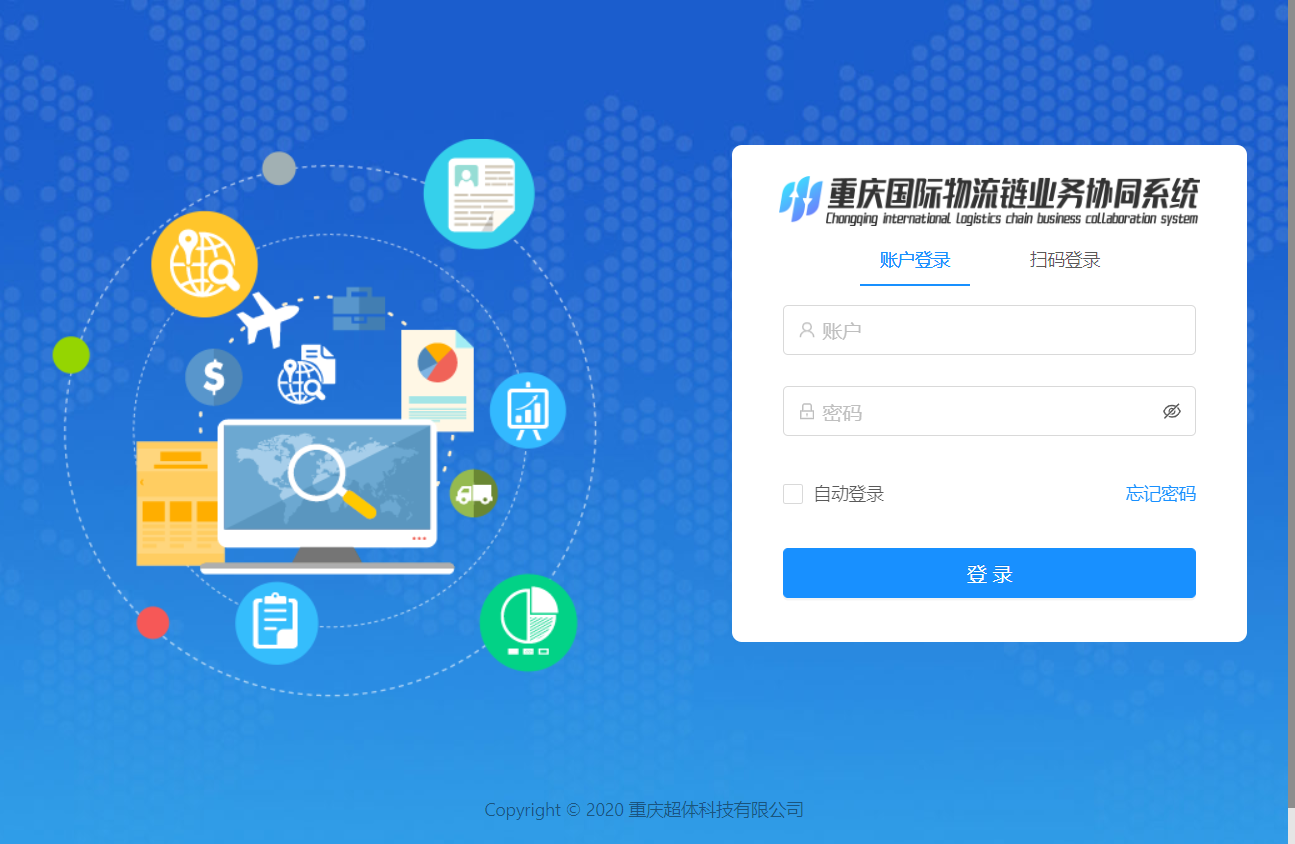 重庆国际物流链业务协同系统
Chongqing international logistics chain business collaboration system
账户登录
扫码登录
账户
密码
自动登录
忘记密码
登 录
$
Copyright © 2020 重庆超体科技有限公司